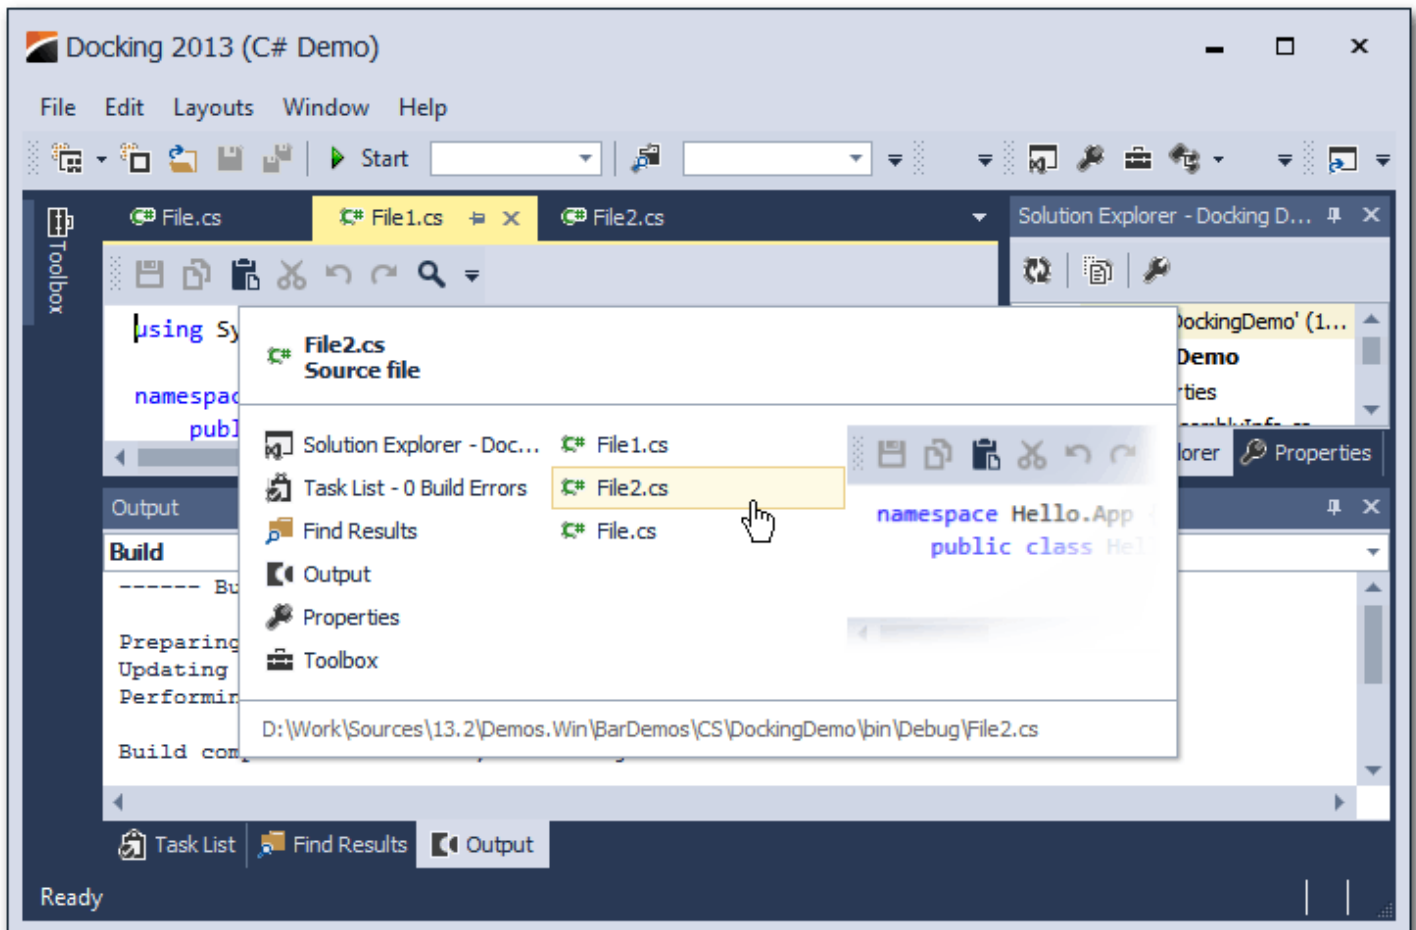 Docking 2013 (C# Demo)
File Edit Layouts Window Help
Start
Toolbox
C# File.cs
C# File1.cs
C# File2.cs
Solution Explorer - Docking D...
using Sy
namespac
publ
DockingDemo' (1...
Demo
rties
lorer
Properties
C# File2.cs
Source file
Solution Explorer - Doc...
Task List - 0 Build Errors
Find Results
Output
Properties
Toolbox
C# File1.cs
C# File2.cs
C# File.cs
namespace Hello.App {
public class Hel
D:\Work\Sources\13.2\Demos.Win\BarDemos\CS\DockingDemo\bin\Debug\File2.cs
Output
Build
------ Bu
Preparing
Updating
Performin
Build com
Task List
Find Results
Output
Ready